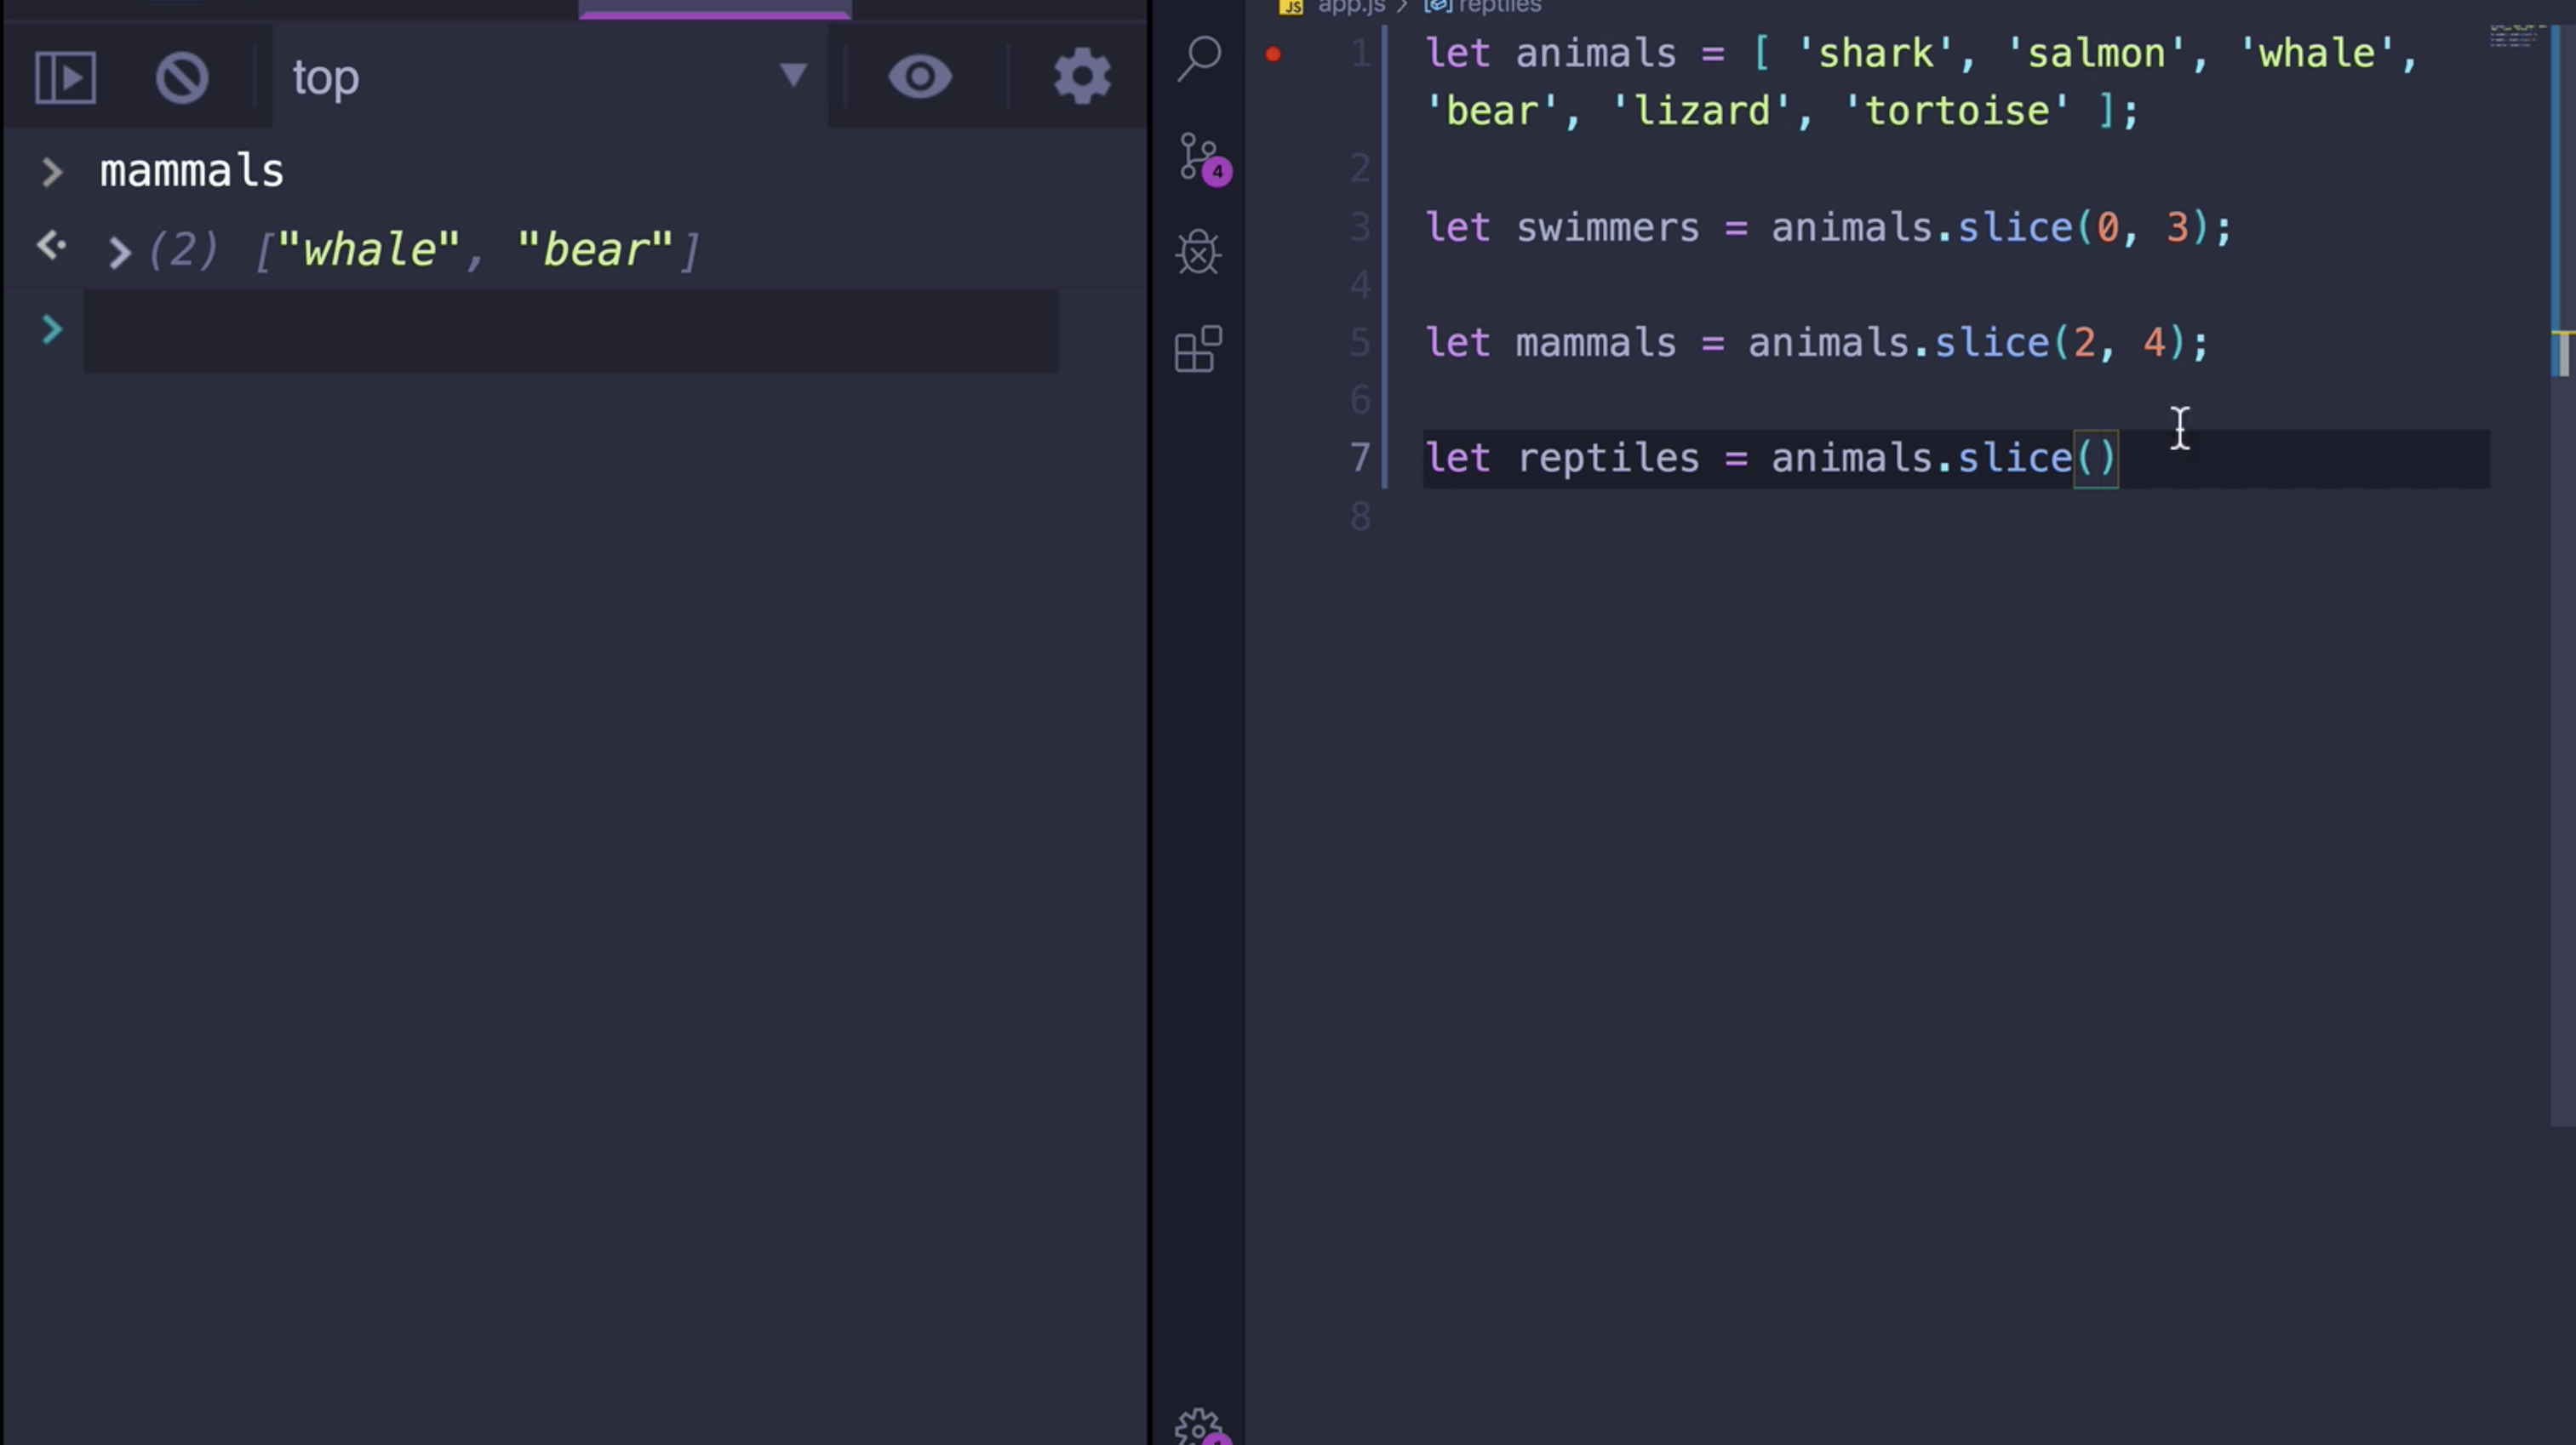 top
mammals
(2) ["whale", "bear"]
4
JS app.js > reptiles
1 let animals = [ 'shark', 'salmon', 'whale',
'bear', 'lizard', 'tortoise' ];
2
3 let swimmers = animals.slice(0, 3);
4
5 let mammals = animals.slice(2, 4);
6
7 let reptiles = animals.slice()
8